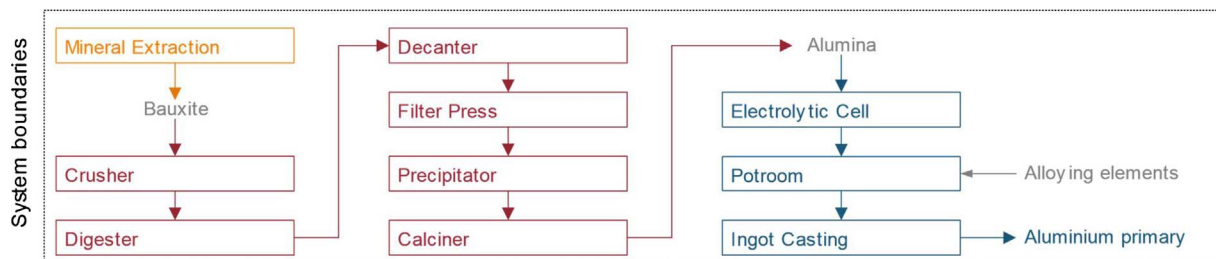 System boundaries
Mineral Extraction
Bauxite
Crusher
Digester
Decanter
Filter Press
Precipitator
Calciner
Alumina
Electrolytic Cell
Potroom
Alloying elements
Ingot Casting
Aluminium primary